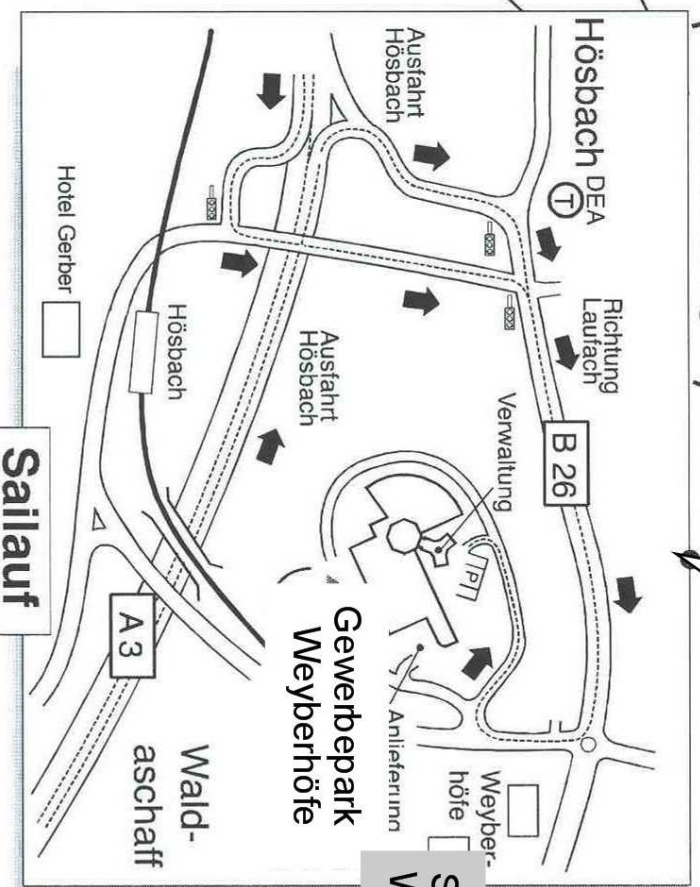 Hösbach
DEA
T
Ausfahrt
Hösbach
Richtung
Laufach
B 26
Verwaltung
P
Ausfahrt
Hösbach
Hösbach
Hotel Gerber
Sailauf
A 3
Gewerbepark
Weyberhöfe
Anlieferung
Weyber-
höfe
Wald-
aschaff
S